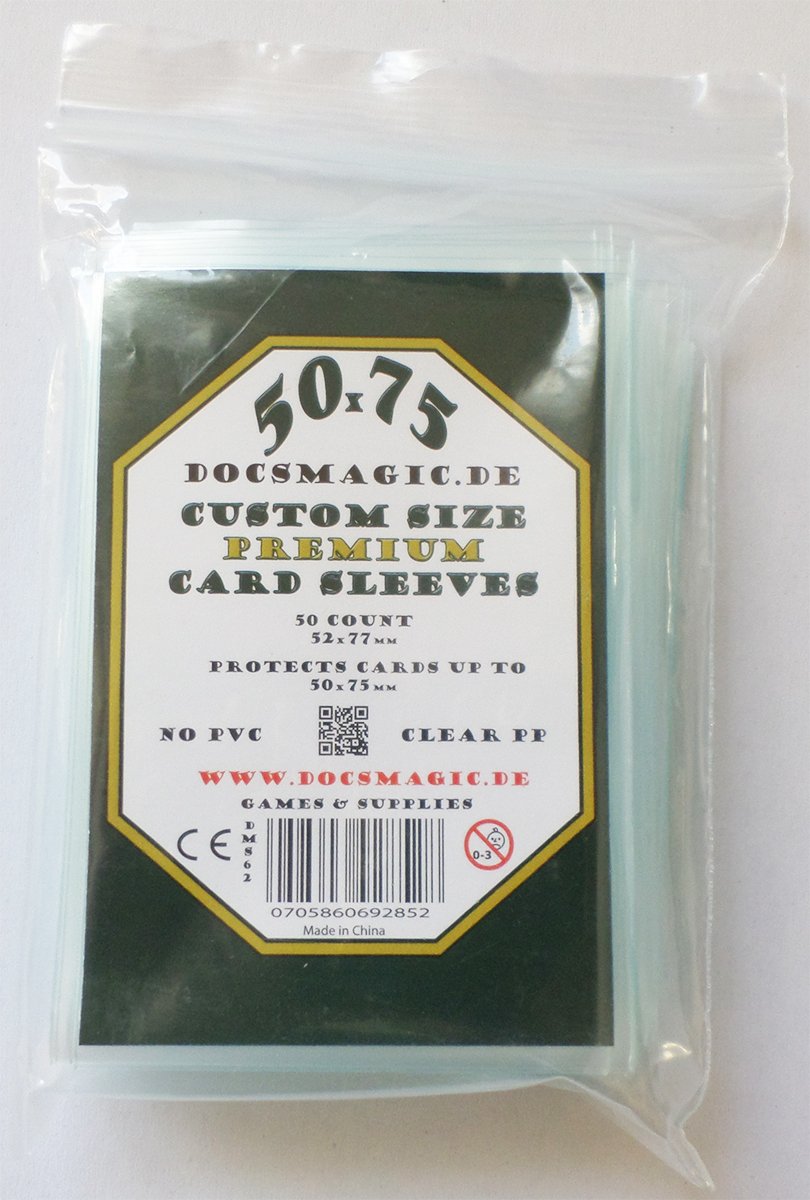 50x75
DOCSMAGIC.DE
CUSTOM SIZE
PREMIUM
CARD SLEEVES
50 COUNT
52x77MM
PROTECTS CARDS UP TO
50x75MM
NO PVC CLEAR PP
WWW.DOCSMAGIC.DE
GAMES & SUPPLIES
CE
DMS62
0-3
0705860692852
Made in China